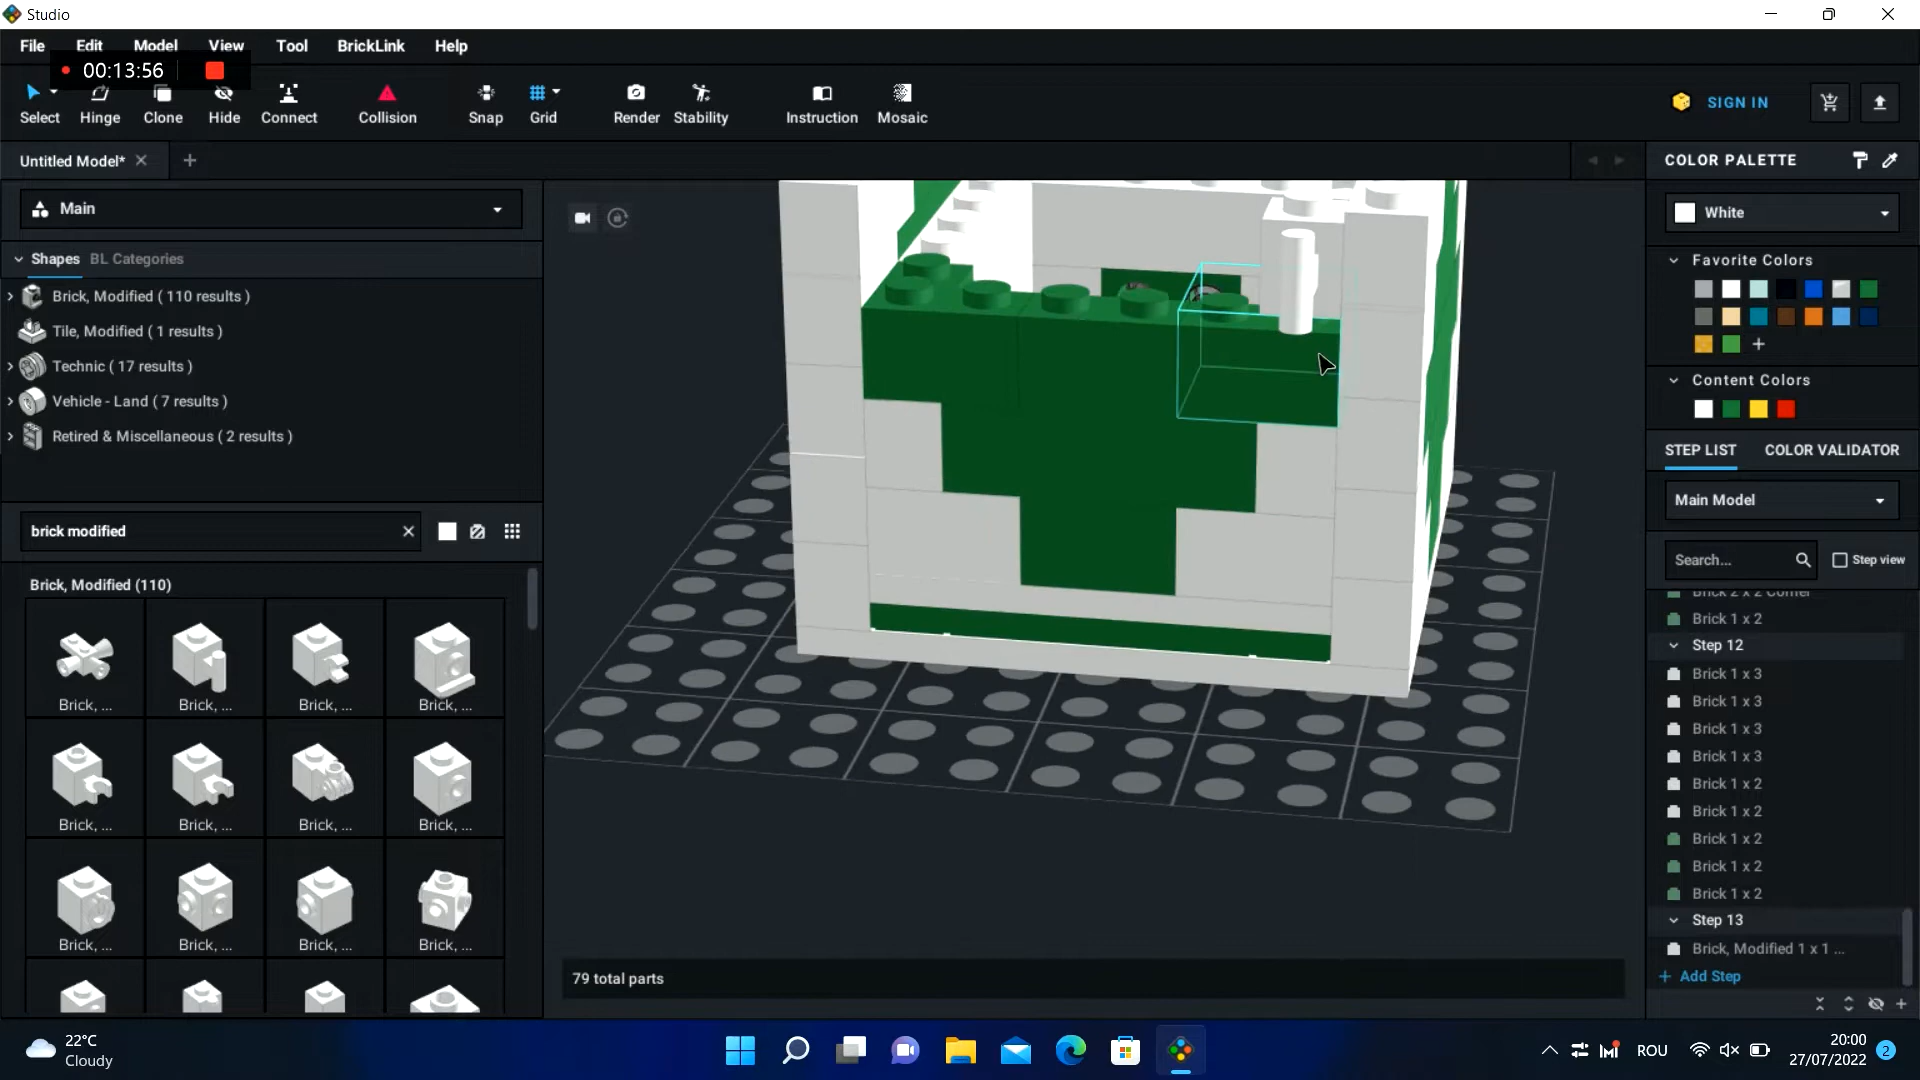 Studio
File Edit Model View Tool BrickLink Help
00:13:56
Select Hinge Clone Hide Connect Collision Snap Grid Render Stability Instruction Mosaic
SIGN IN
Untitled Model*
COLOR PALETTE
Main
White
Shapes BL Categories
Favorite Colors
Brick, Modified ( 110 results )
Tile, Modified ( 1 results )
Technic ( 17 results )
Vehicle - Land ( 7 results )
Retired & Miscellaneous ( 2 results )
Content Colors
STEP LIST COLOR VALIDATOR
Main Model
brick modified
Search... Step view
Brick, Modified (110)
Brick, ... Brick, ... Brick, ... Brick, ...
Brick, ... Brick, ... Brick, ... Brick, ...
Brick, ... Brick, ... Brick, ... Brick, ...
Brick 2 x 2 Corner
Brick 1 x 2
Step 12
Brick 1 x 3
Brick 1 x 3
Brick 1 x 3
Brick 1 x 3
Brick 1 x 2
Brick 1 x 2
Brick 1 x 2
Brick 1 x 2
Brick 1 x 2
Step 13
Brick, Modified 1 x 1 ...
+ Add Step
79 total parts
22°C
Cloudy
ROU
20:00
27/07/2022
2